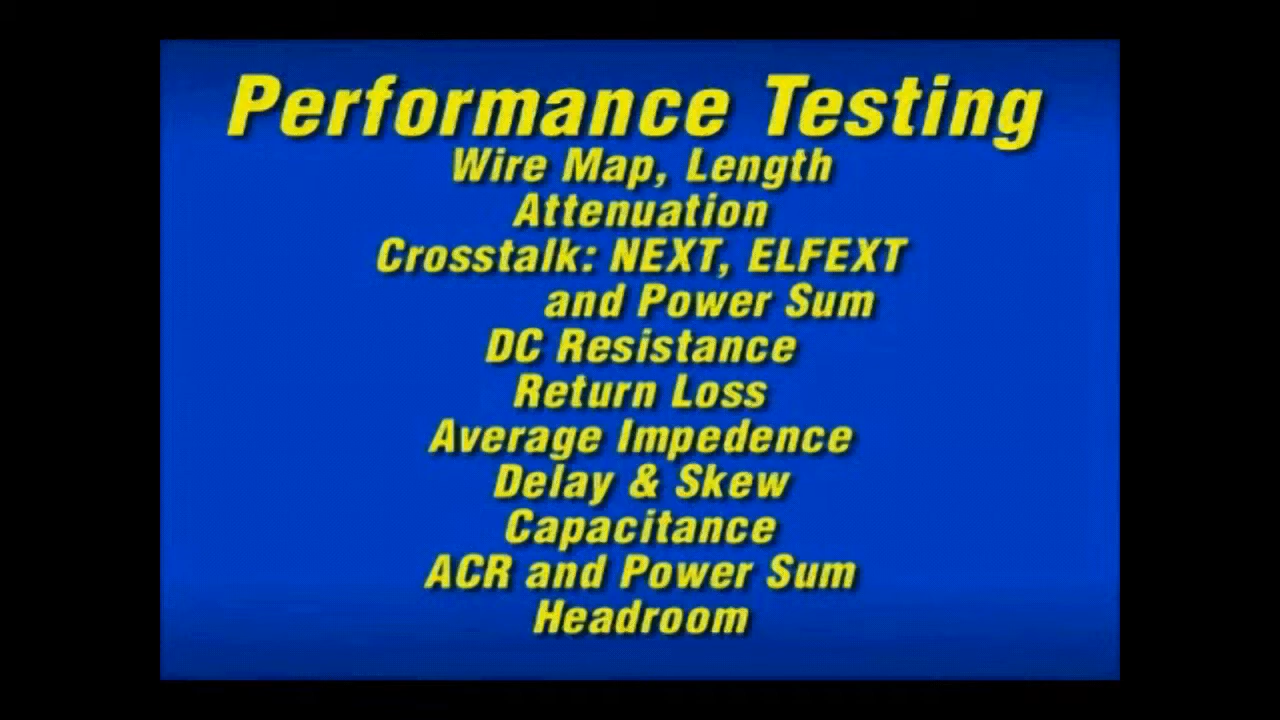 Performance Testing
Wire Map, Length
Attenuation
Crosstalk: NEXT, ELFEXT
and Power Sum
DC Resistance
Return Loss
Average Impedence
Delay & Skew
Capacitance
ACR and Power Sum
Headroom